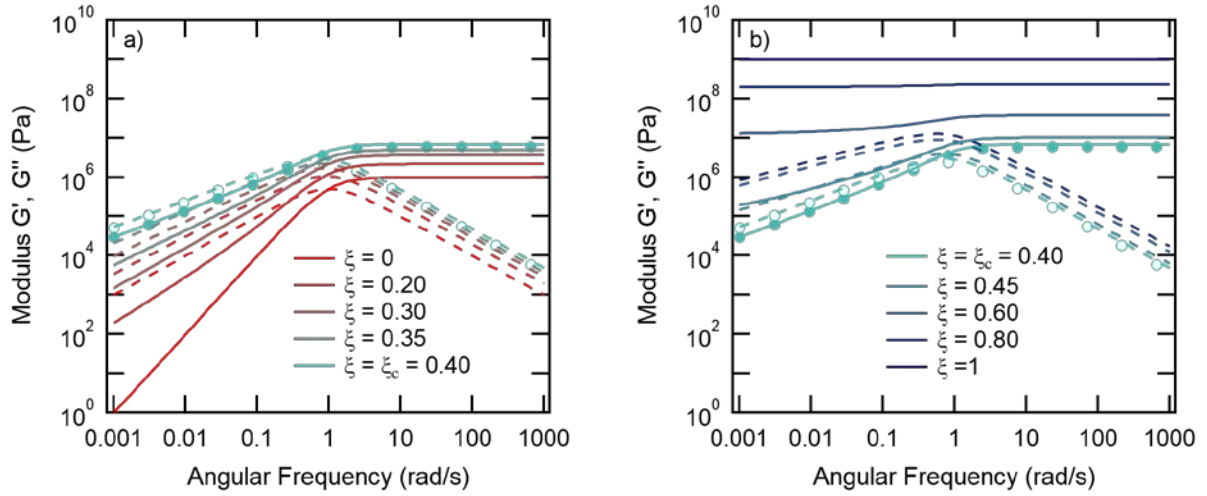 a)
Modulus G', G'' (Pa)
10^10
10^8
10^6
10^4
10^2
10^0
ξ = 0
ξ = 0.20
ξ = 0.30
ξ = 0.35
ξ = ξc = 0.40
0.001 0.01 0.1 1 10 100 1000
Angular Frequency (rad/s)
b)
Modulus G', G'' (Pa)
10^10
10^8
10^6
10^4
10^2
10^0
ξ = ξc = 0.40
ξ = 0.45
ξ = 0.60
ξ = 0.80
ξ =1
0.001 0.01 0.1 1 10 100 1000
Angular Frequency (rad/s)